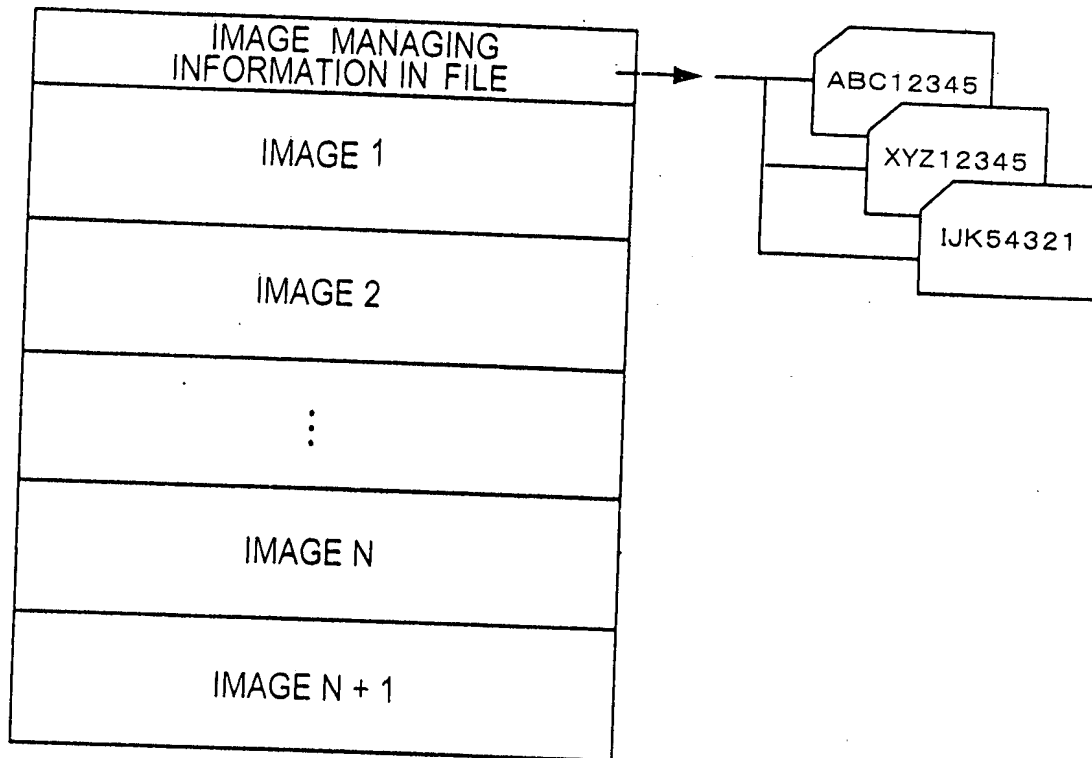 IMAGE MANAGING
INFORMATION IN FILE
IMAGE 1
IMAGE 2
⋮
IMAGE N
IMAGE N + 1
ABC12345
XYZ12345
IJK54321